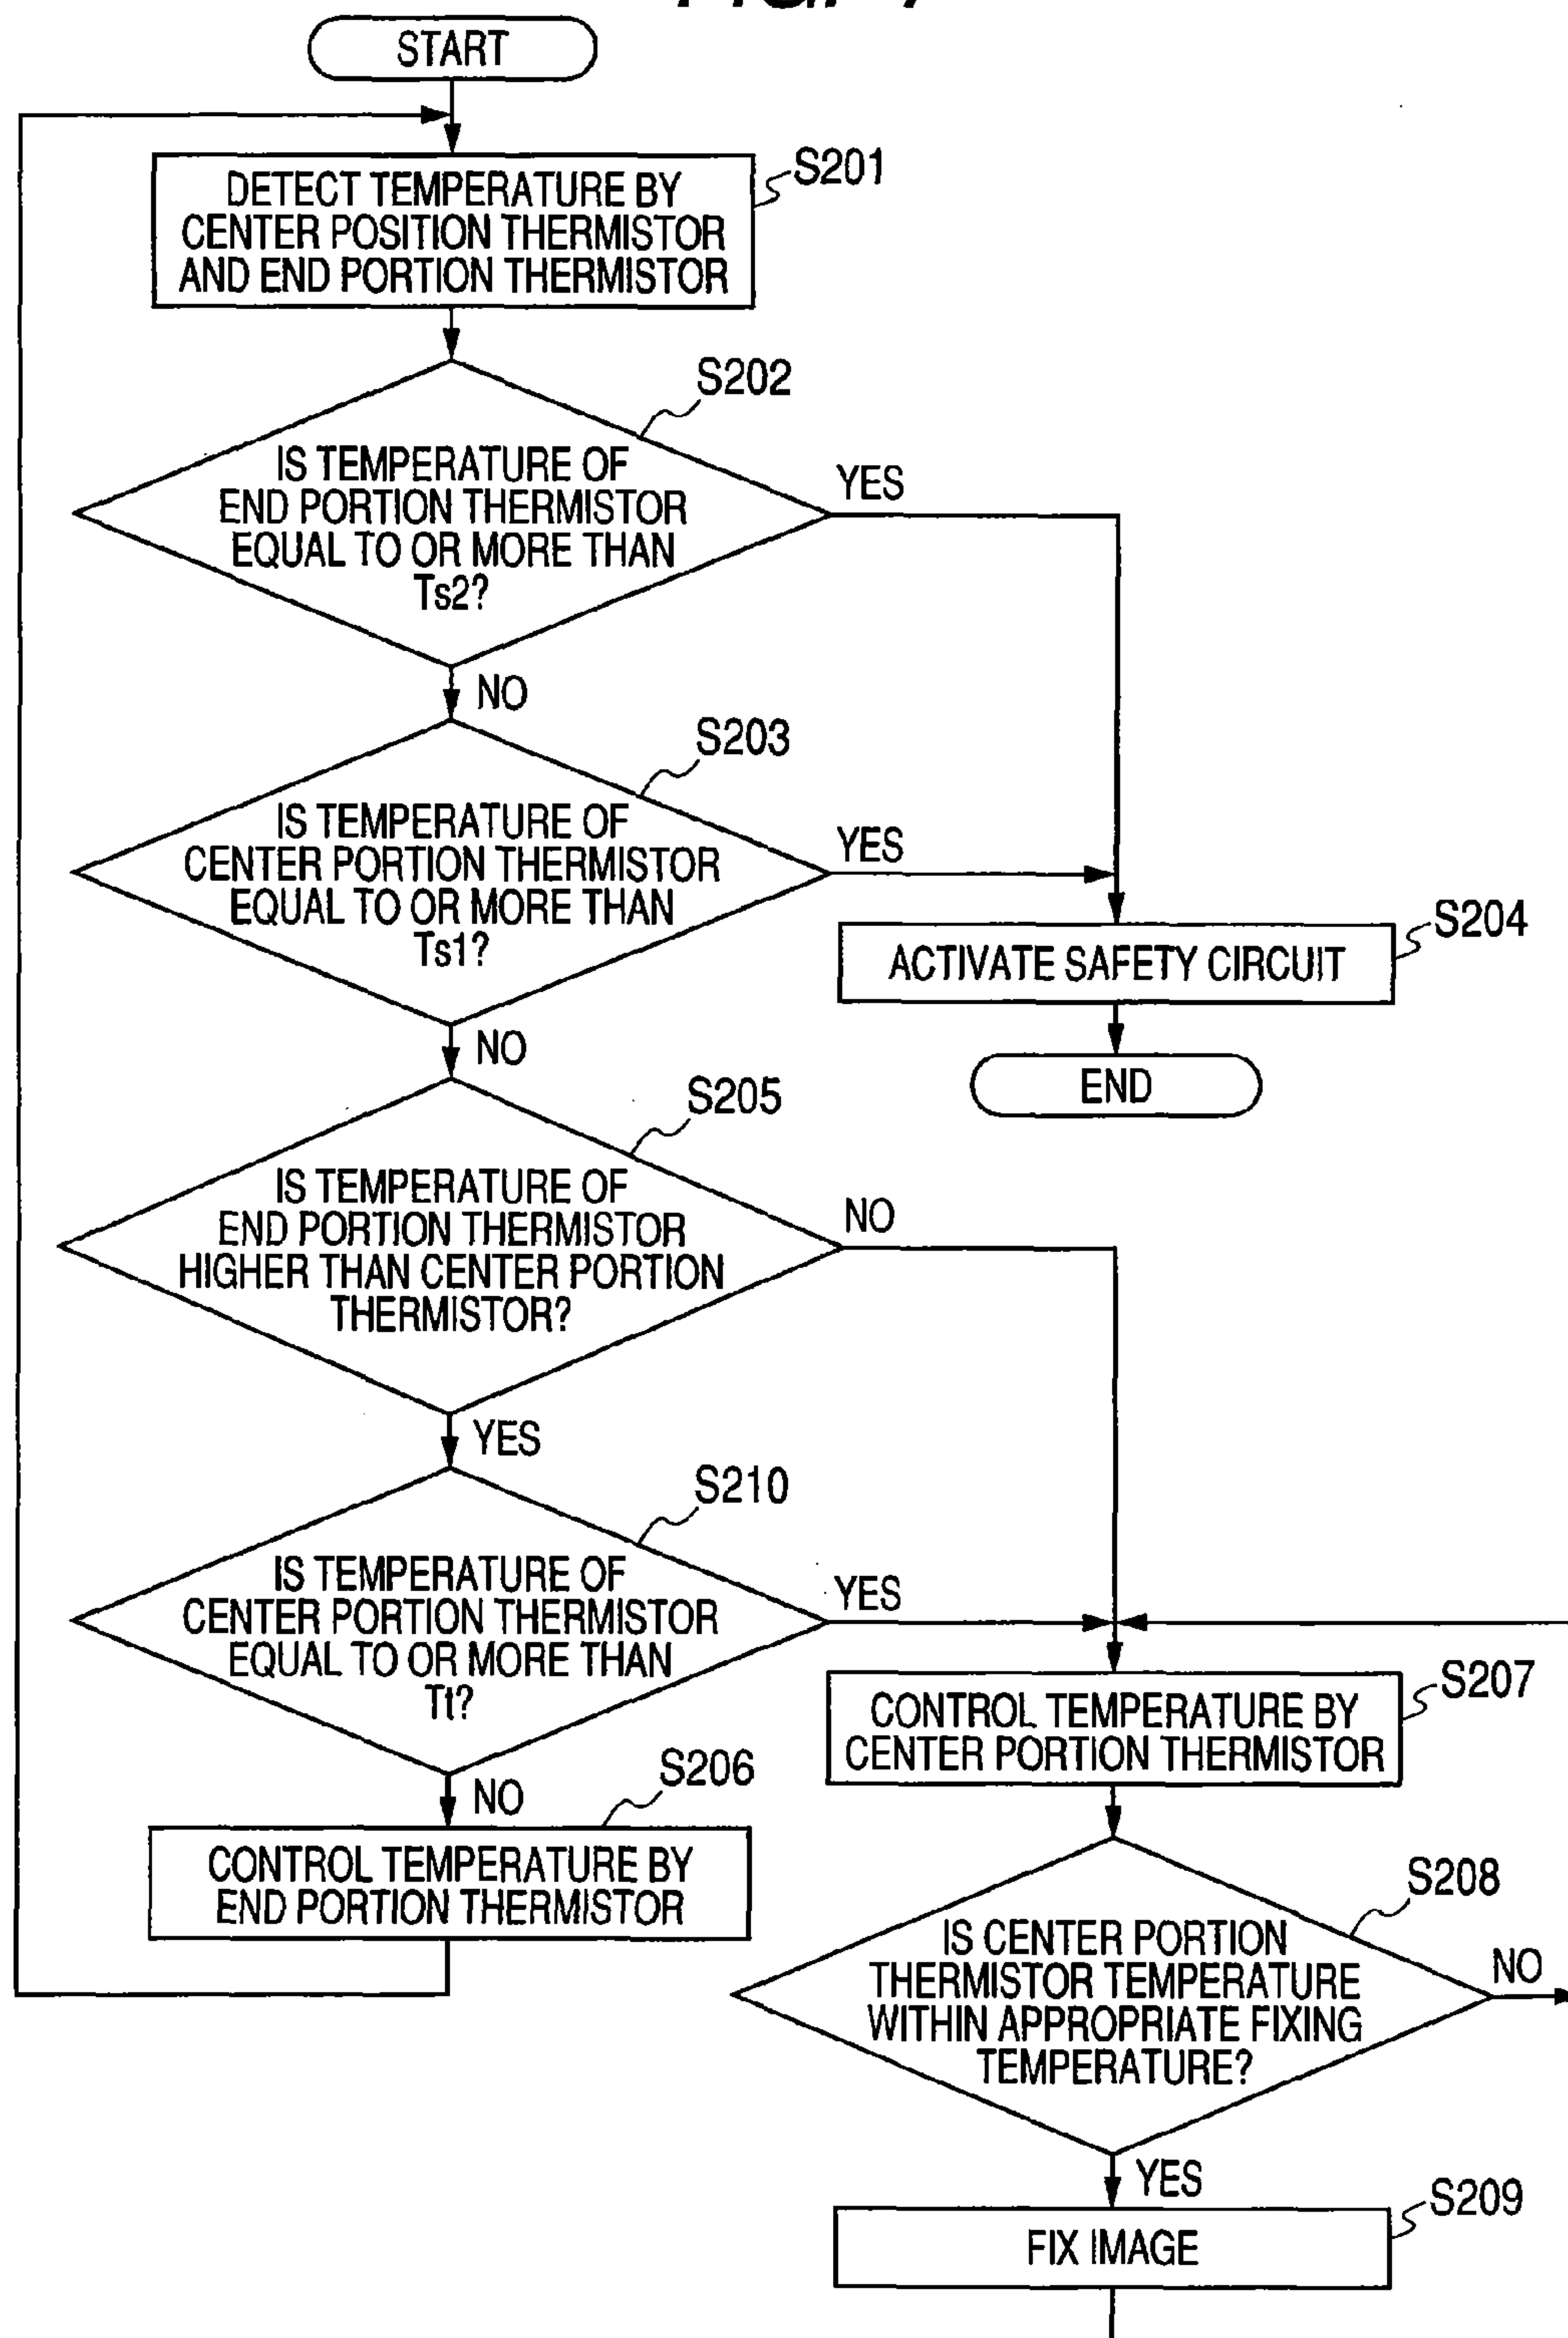 START
S201
DETECT TEMPERATURE BY
CENTER POSITION THERMISTOR
AND END PORTION THERMISTOR
S202
IS TEMPERATURE OF
END PORTION THERMISTOR
EQUAL TO OR MORE THAN
Ts2?
YES
NO
S203
IS TEMPERATURE OF
CENTER PORTION THERMISTOR
EQUAL TO OR MORE THAN
Ts1?
YES
S204
ACTIVATE SAFETY CIRCUIT
END
NO
S205
IS TEMPERATURE OF
END PORTION THERMISTOR
HIGHER THAN CENTER PORTION
THERMISTOR?
NO
YES
S210
IS TEMPERATURE OF
CENTER PORTION THERMISTOR
EQUAL TO OR MORE THAN
Tt?
YES
NO
S206
CONTROL TEMPERATURE BY
END PORTION THERMISTOR
S207
CONTROL TEMPERATURE BY
CENTER PORTION THERMISTOR
S208
IS CENTER PORTION
THERMISTOR TEMPERATURE
WITHIN APPROPRIATE FIXING
TEMPERATURE?
NO
YES
S209
FIX IMAGE